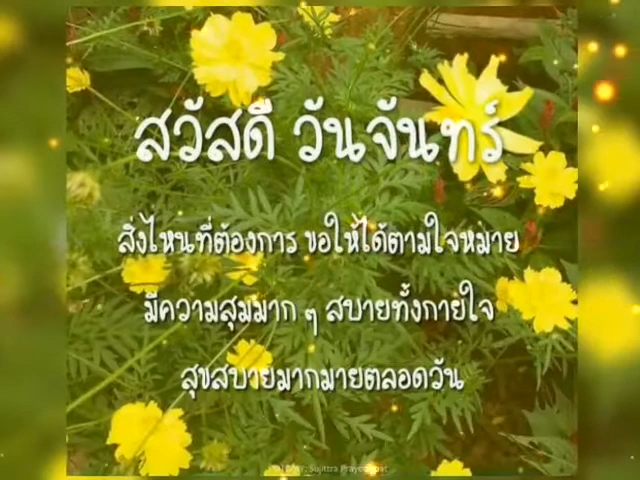 สวัสดี วันจันทร์
สิ่งไหนที่ต้องการ ขอให้ได้ตามใจหมาย
มีความสุขมาก ๆ สบายทั้งกายใจ
สุขสบายมากมายตลอดวัน
Sujittra